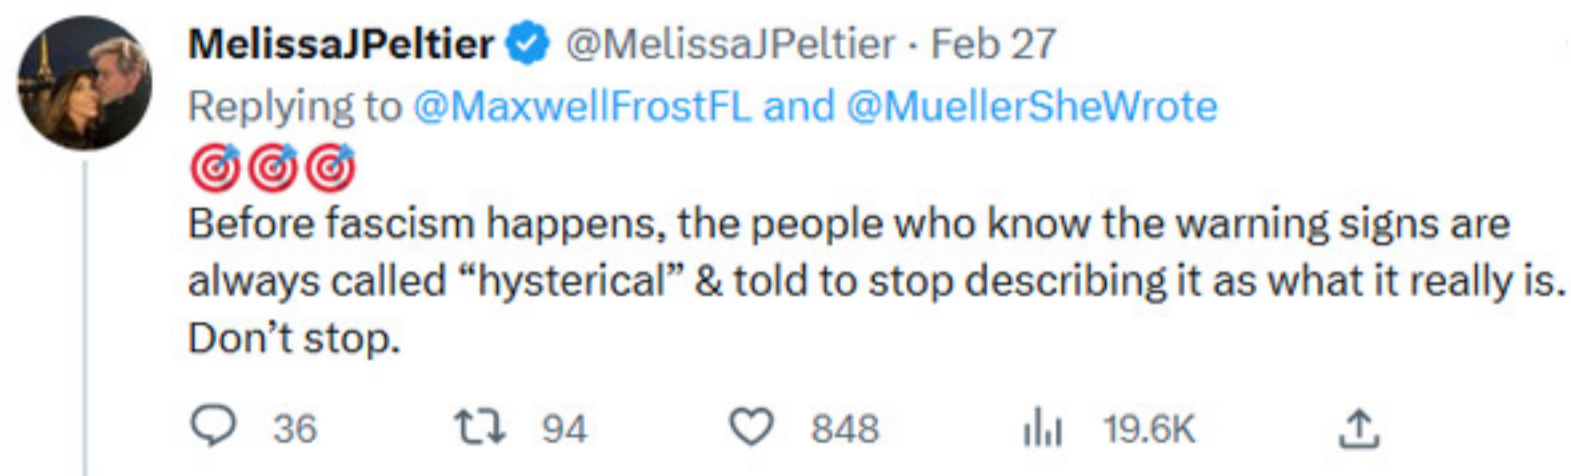 MelissaJPeltier @MelissaJPeltier · Feb 27
Replying to @MaxwellFrostFL and @MuellerSheWrote
🎯🎯🎯
Before fascism happens, the people who know the warning signs are
always called “hysterical” & told to stop describing it as what it really is.
Don’t stop.
36 94 848 19.6K